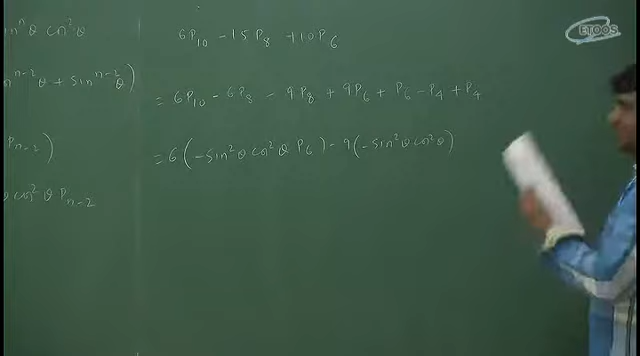 sinⁿθ cos²θ
n-2θ + sinⁿ⁻²θ)
Pn-2)
cos²θ Pn-2
6P₁₀ - 15P₈ + 10P₆
= 6P₁₀ - 6P₈ - 9P₈ + 9P₆ + P₆ - P₄ + P₄
= 6(-sin²θ cos²θ P₆) - 9(-sin²θ cos²θ)
ETOOS